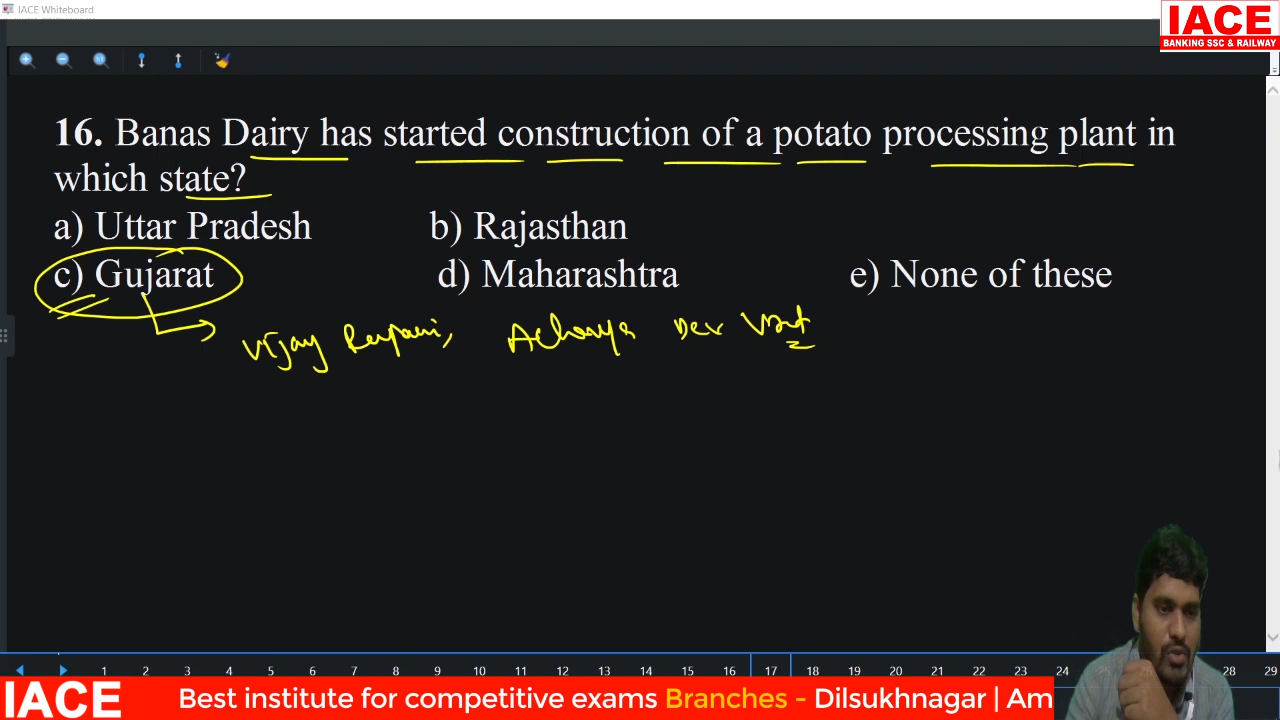 IACE Whiteboard
IACE
BANKING SSC & RAILWAY
16. Banas Dairy has started construction of a potato processing plant in
which state?
a) Uttar Pradesh b) Rajasthan
c) Gujarat d) Maharashtra e) None of these
Vijay Rupani, Acharya Dev Vrat
1 2 3 4 5 6 7 8 9 10 11 12 13 14 15 16 17 18 19 20 21 22 23 24 28 29
IACE Best institute for competitive exams Branches - Dilsukhnagar | Am